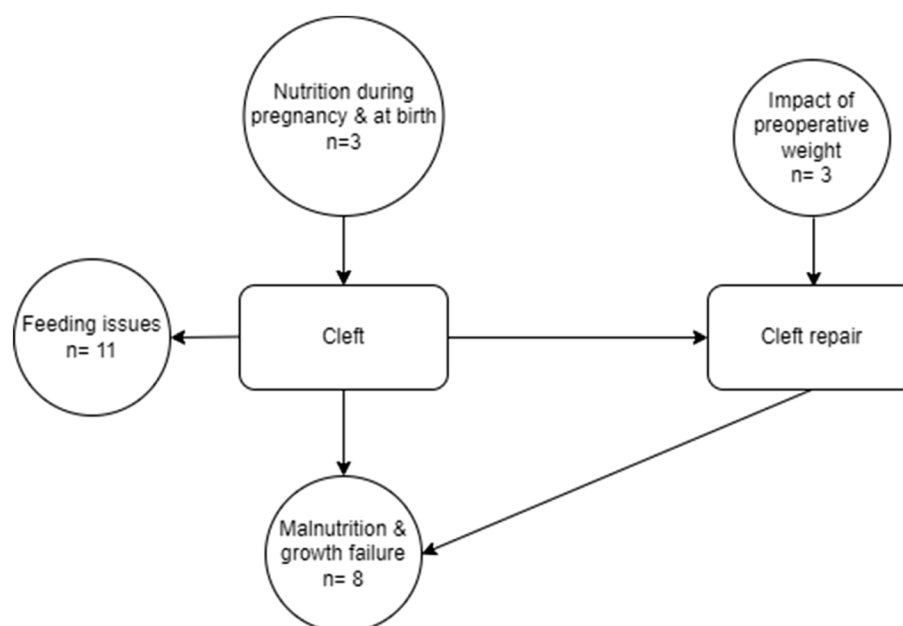 Nutrition during
pregnancy & at birth
n=3
Impact of
preoperative
weight
n= 3
Feeding issues
n= 11
Cleft
Cleft repair
Malnutrition &
growth failure
n= 8